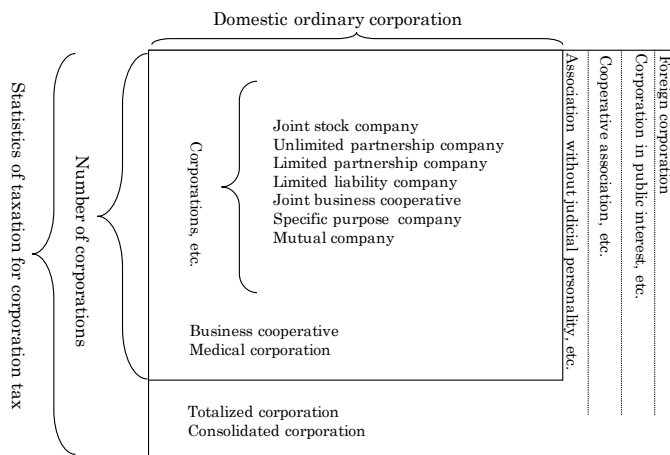 Domestic ordinary corporation
Statistics of taxation for corporation tax
Number of corporations
Corporations, etc.
Joint stock company
Unlimited partnership company
Limited partnership company
Limited liability company
Joint business cooperative
Specific purpose company
Mutual company
Business cooperative
Medical corporation
Totalized corporation
Consolidated corporation
Association without judicial personality, etc.
Cooperative association, etc.
Corporation in public interest, etc.
Foreign corporation